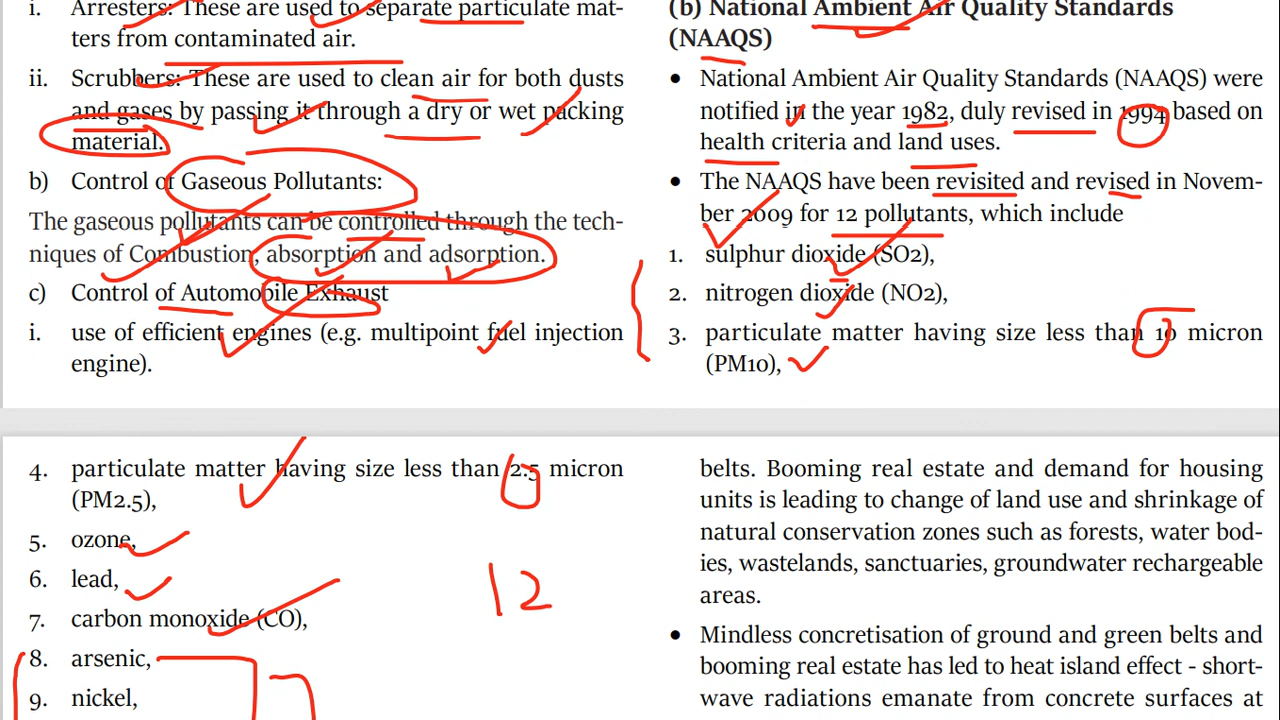 i. Arresters: These are used to separate particulate mat-
ters from contaminated air.
ii. Scrubbers: These are used to clean air for both dusts
and gases by passing it through a dry or wet packing
material.
b) Control of Gaseous Pollutants:
The gaseous pollutants can be controlled through the tech-
niques of Combustion, absorption and adsorption.
c) Control of Automobile Exhaust
i. use of efficient engines (e.g. multipoint fuel injection
engine).
(b) National Ambient Air Quality Standards
(NAAQS)
• National Ambient Air Quality Standards (NAAQS) were
notified in the year 1982, duly revised in 1994 based on
health criteria and land uses.
• The NAAQS have been revisited and revised in Novem-
ber 2009 for 12 pollutants, which include
1. sulphur dioxide (SO2),
2. nitrogen dioxide (NO2),
3. particulate matter having size less than 10 micron
(PM10),
4. particulate matter having size less than 2.5 micron
(PM2.5),
5. ozone,
6. lead,
7. carbon monoxide (CO),
8. arsenic,
9. nickel,
12
belts. Booming real estate and demand for housing
units is leading to change of land use and shrinkage of
natural conservation zones such as forests, water bod-
ies, wastelands, sanctuaries, groundwater rechargeable
areas.
• Mindless concretisation of ground and green belts and
booming real estate has led to heat island effect - short-
wave radiations emanate from concrete surfaces at